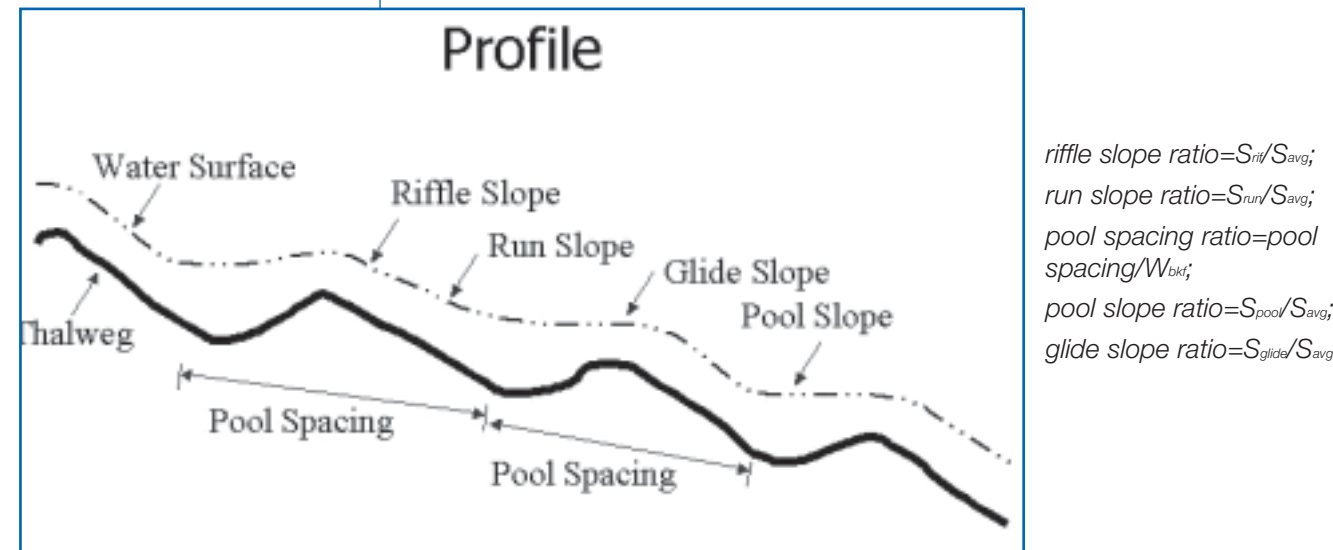 Profile
Water Surface
Riffle Slope
Run Slope
Glide Slope
Pool Slope
Thalweg
Pool Spacing
Pool Spacing
riffle slope ratio=Srif/Savg;
run slope ratio=Srun/Savg;
pool spacing ratio=pool
spacing/Wbkf;
pool slope ratio=Spool/Savg;
glide slope ratio=Sglide/Savg